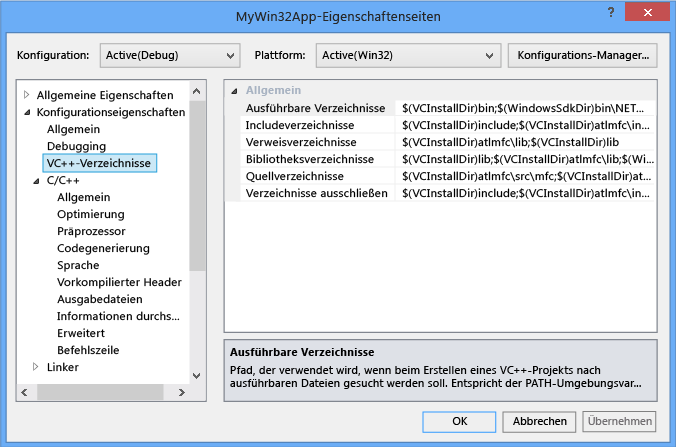 MyWin32App-Eigenschaftenseiten
?
Konfiguration: Active(Debug) Plattform: Active(Win32) Konfigurations-Manager...
Allgemeine Eigenschaften
Konfigurationseigenschaften
Allgemein
Debugging
VC++-Verzeichnisse
C/C++
Allgemein
Optimierung
Präprozessor
Codegenerierung
Sprache
Vorkompilierter Header
Ausgabedateien
Informationen durchs...
Erweitert
Befehlszeile
Linker
Allgemein
Ausführbare Verzeichnisse $(VCInstallDir)bin;$(WindowsSdkDir)bin\NET...
Includeverzeichnisse $(VCInstallDir)include;$(VCInstallDir)atlmfc\in...
Verweisverzeichnisse $(VCInstallDir)atlmfc\lib;$(VCInstallDir)lib
Bibliotheksverzeichnisse $(VCInstallDir)lib;$(VCInstallDir)atlmfc\lib;$(Wi...
Quellverzeichnisse $(VCInstallDir)atlmfc\src\mfc;$(VCInstallDir)at...
Verzeichnisse ausschließen $(VCInstallDir)include;$(VCInstallDir)atlmfc\in...
Ausführbare Verzeichnisse
Pfad, der verwendet wird, wenn beim Erstellen eines VC++-Projekts nach
ausführbaren Dateien gesucht werden soll. Entspricht der PATH-Umgebungsvar...
OK Abbrechen Übernehmen